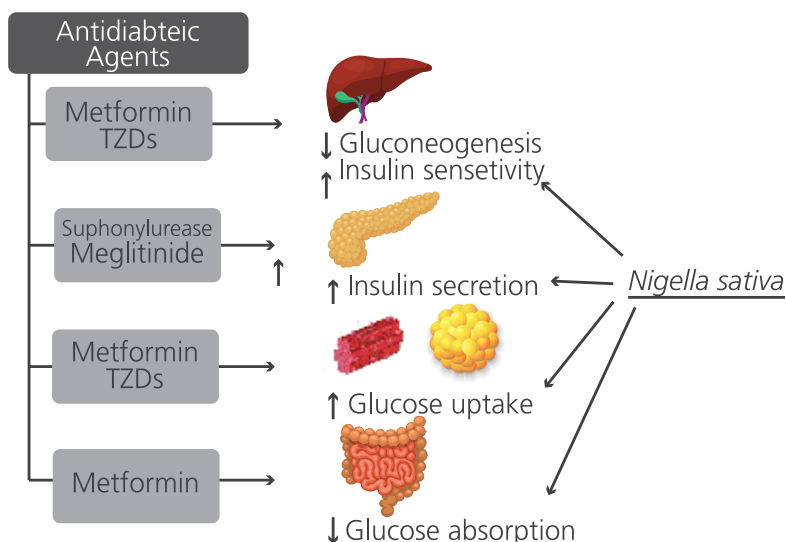 Antidiabteic
Agents
Metformin
TZDs
↓ Gluconeogenesis
↑ Insulin sensetivity
Suphonylurease
Meglitinide
↑
↑ Insulin secretion
Nigella sativa
Metformin
TZDs
↑ Glucose uptake
Metformin
↓ Glucose absorption